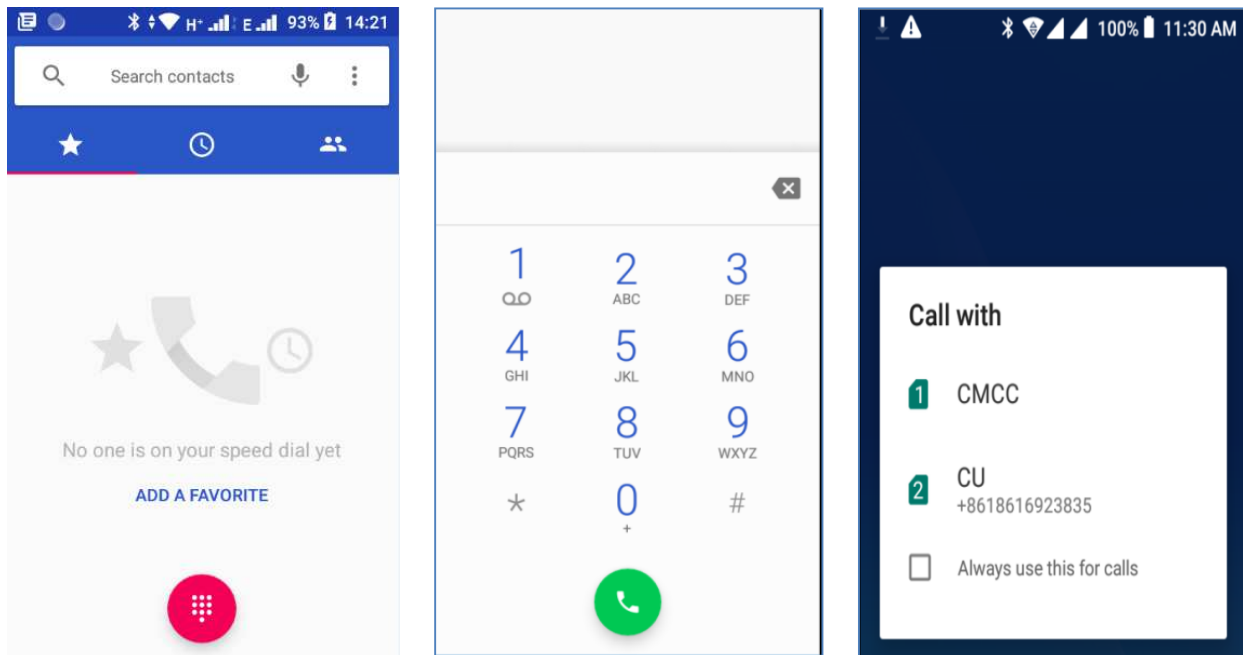 H+ E 93% 14:21
Search contacts
No one is on your speed dial yet
ADD A FAVORITE
1 2 3
ABC DEF
4 5 6
GHI JKL MNO
7 8 9
PQRS TUV WXYZ
* 0 #
+
100% 11:30 AM
Call with
1 CMCC
2 CU
+8618616923835
Always use this for calls